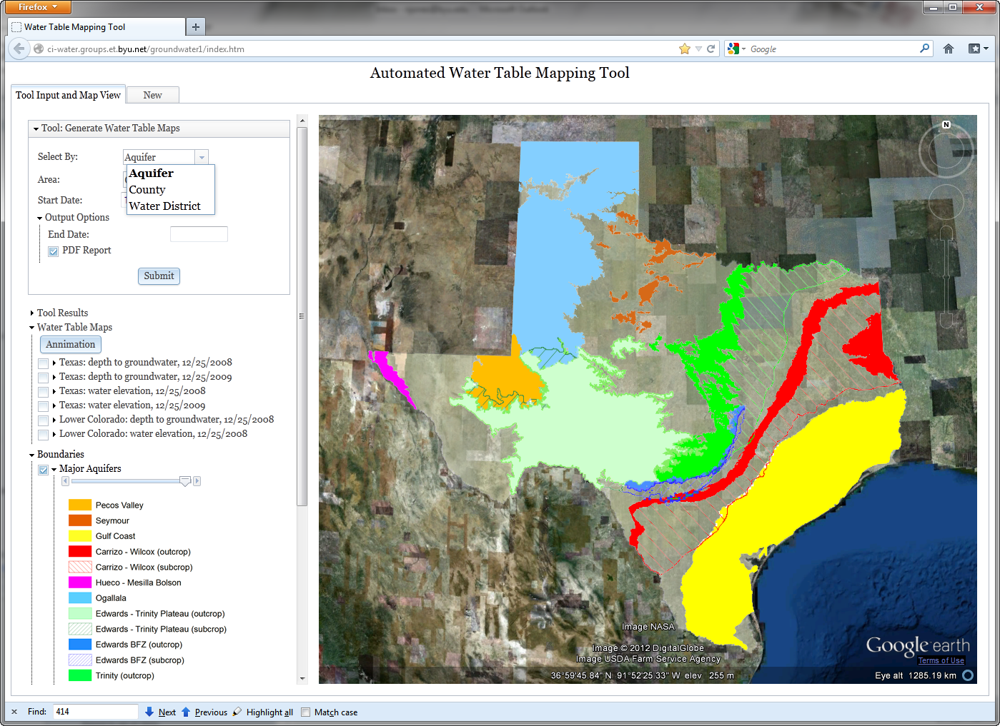 Firefox
Water Table Mapping Tool
ci-water.groups.et.byu.net/groundwater1/index.htm
Google
Automated Water Table Mapping Tool
Tool Input and Map View
New
Tool: Generate Water Table Maps
Select By:
Aquifer
Aquifer
County
Water District
Area:
Start Date:
Output Options
End Date:
PDF Report
Submit
Tool Results
Water Table Maps
Annimation
Texas: depth to groundwater, 12/25/2008
Texas: depth to groundwater, 12/25/2009
Texas: water elevation, 12/25/2008
Texas: water elevation, 12/25/2009
Lower Colorado: depth to groundwater, 12/25/2008
Lower Colorado: water elevation, 12/25/2008
Boundaries
Major Aquifers
Pecos Valley
Seymour
Gulf Coast
Carrizo - Wilcox (outcrop)
Carrizo - Wilcox (subcrop)
Hueco - Mesilla Bolson
Ogallala
Edwards - Trinity Plateau (outcrop)
Edwards - Trinity Plateau (subcrop)
Edwards BFZ (outcrop)
Edwards BFZ (subcrop)
Trinity (outcrop)
N
Image NASA
Image © 2012 DigitalGlobe
Image USDA Farm Service Agency
Google earth
Terms of Use
36°59'45.84" N 91°52'25.33" W elev 255 m
Eye alt 1285.19 km
Find: 414 Next Previous Highlight all Match case